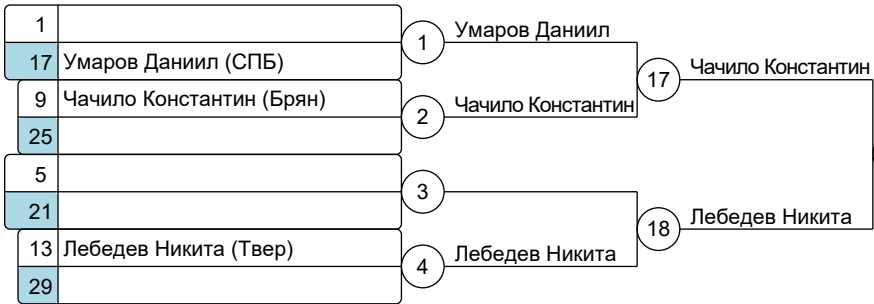 1
17 Умаров Даниил (СПБ)
9 Чачило Константин (Брян)
25
5
21
13 Лебедев Никита (Твер)
29
1
2
3
4
Умаров Даниил
Чачило Константин
Лебедев Никита
17
18
Чачило Константин
Лебедев Никита